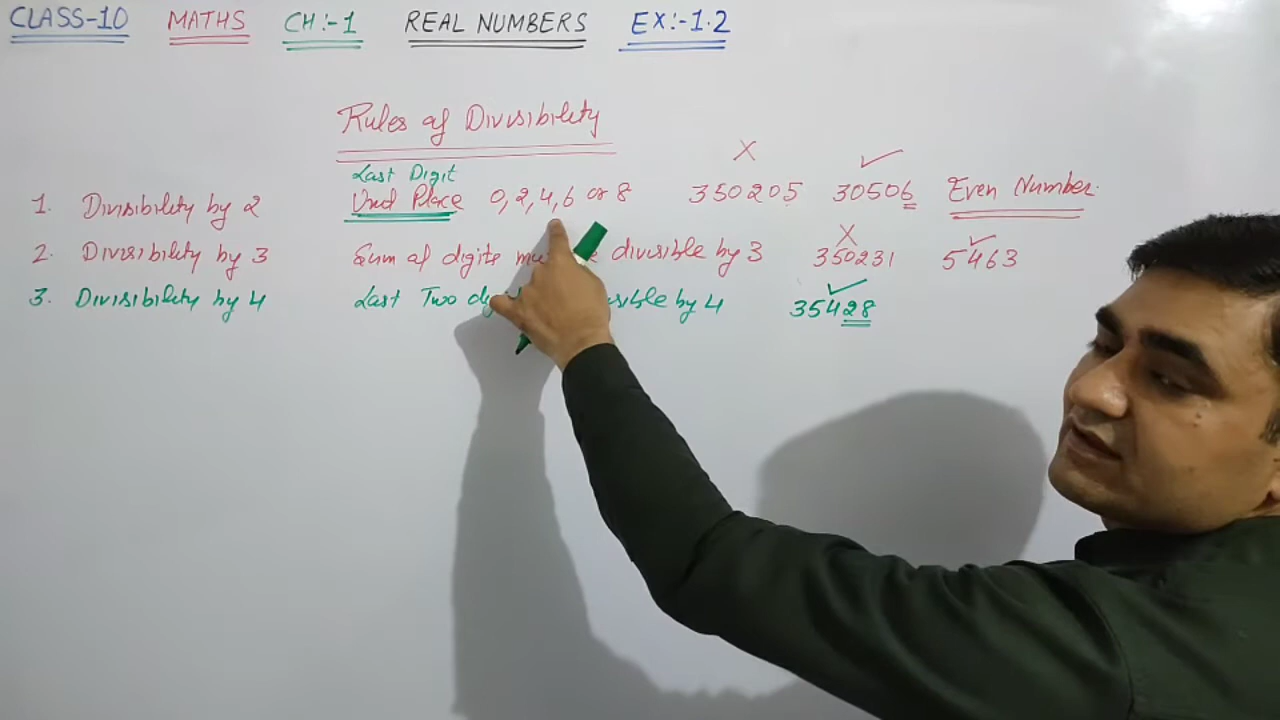 CLASS-10 MATHS CH:-1 REAL NUMBERS EX:-1.2
Rules of Divisibility
Last Digit X ✓
1. Divisibility by 2 Unit Place 0, 2, 4, 6 or 8 350205 30506 Even Number.
X ✓
2. Divisibility by 3 Sum of digits divisible by 3 350231 5463
✓
3. Divisibility by 4 Last Two by 4 35428